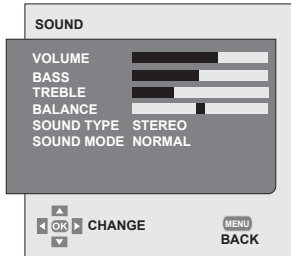 SOUND
VOLUME
BASS
TREBLE
BALANCE
SOUND TYPE STEREO
SOUND MODE NORMAL
OK CHANGE
MENU
BACK